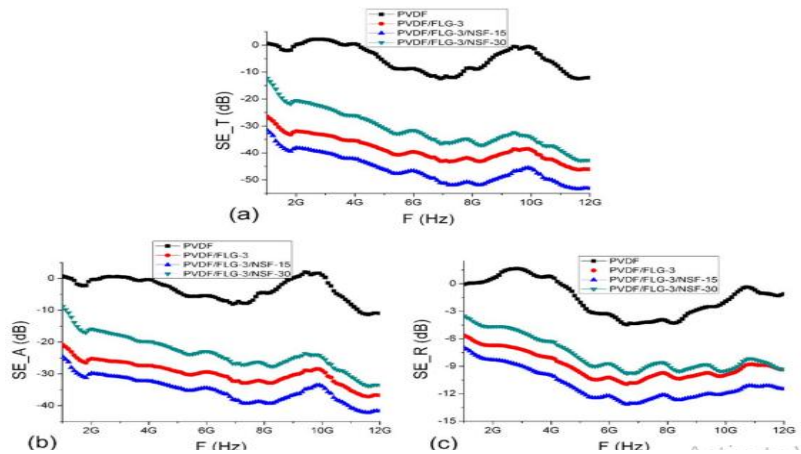 PVDF
PVDF/FLG-3
PVDF/FLG-3/NSF-15
PVDF/FLG-3/NSF-30
0
-10
-20
-30
-40
-50
SE_T (dB)
2G 4G 6G 8G 10G 12G
F (Hz)
(a)
PVDF
PVDF/FLG-3
PVDF/FLG-3/NSF-15
PVDF/FLG-3/NSF-30
0
-10
-20
-30
-40
SE_A (dB)
2G 4G 6G 8G 10G 12G
F (Hz)
(b)
PVDF
PVDF/FLG-3
PVDF/FLG-3/NSF-15
PVDF/FLG-3/NSF-30
0
-3
-6
-9
-12
-15
SE_R (dB)
2G 4G 6G 8G 10G 12G
F (Hz)
(c)